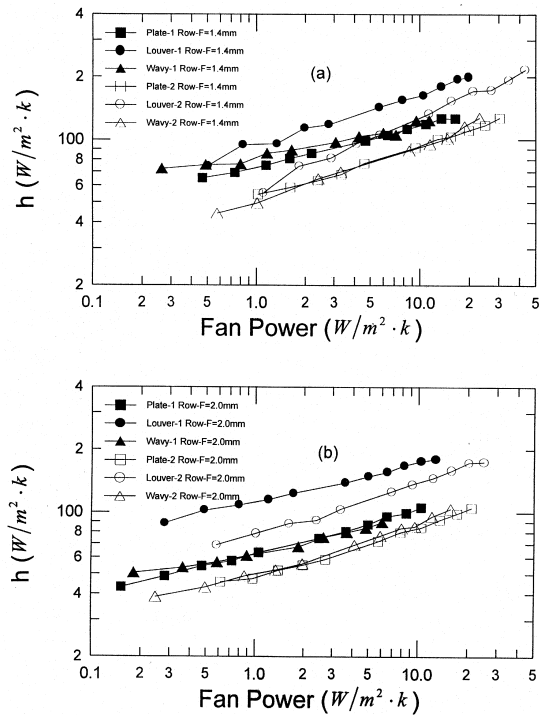 4
2
100
8
6
4
2
h (W/m² · k)
Plate-1 Row-F=1.4mm
Louver-1 Row-F=1.4mm
Wavy-1 Row-F=1.4mm
Plate-2 Row-F=1.4mm
Louver-2 Row-F=1.4mm
Wavy-2 Row-F=1.4mm
(a)
0.1 2 3 5 1.0 2 3 5 10.0 2 3 5
Fan Power (W/m² · k)
4
2
100
8
6
4
2
h (W/m² · k)
Plate-1 Row-F=2.0mm
Louver-1 Row-F=2.0mm
Wavy-1 Row-F=2.0mm
Plate-2 Row-F=2.0mm
Louver-2 Row-F=2.0mm
Wavy-2 Row-F=2.0mm
(b)
0.1 2 3 5 1.0 2 3 5 10.0 2 3 5
Fan Power (W/m² · k)